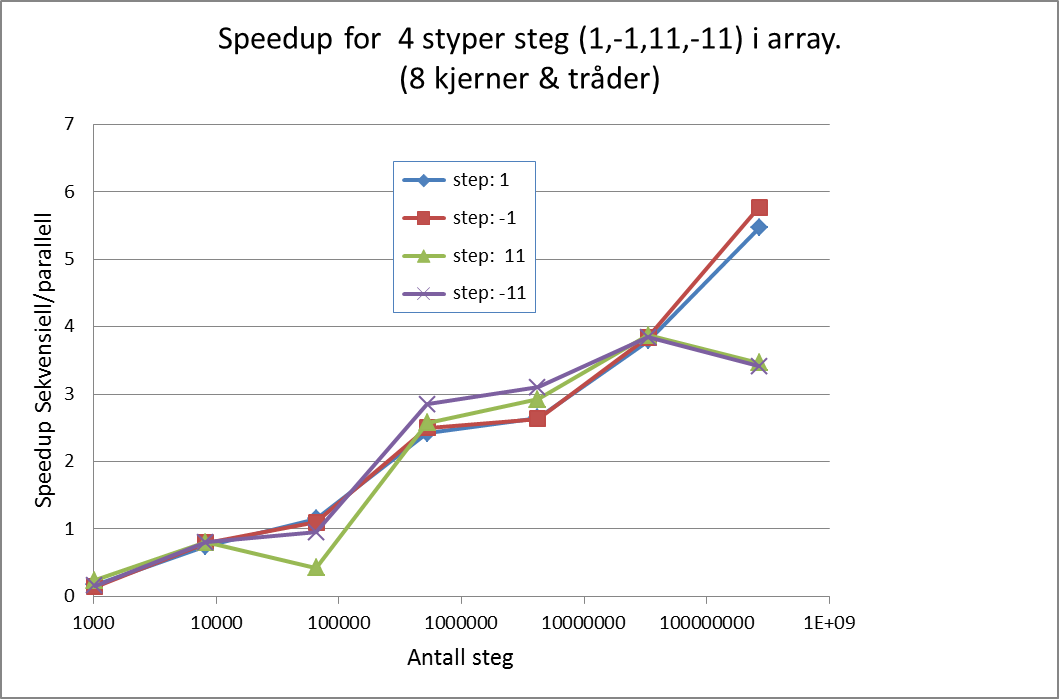 Speedup for  4 styper steg (1,-1,11,-11) i array.
(8 kjerner & tråder)
7
6
5
4
3
2
1
0
Speedup Sekvensiell/parallell
step: 1
step: -1
step:  11
step: -11
1000
10000
100000
1000000
10000000
100000000
1E+09
Antall steg